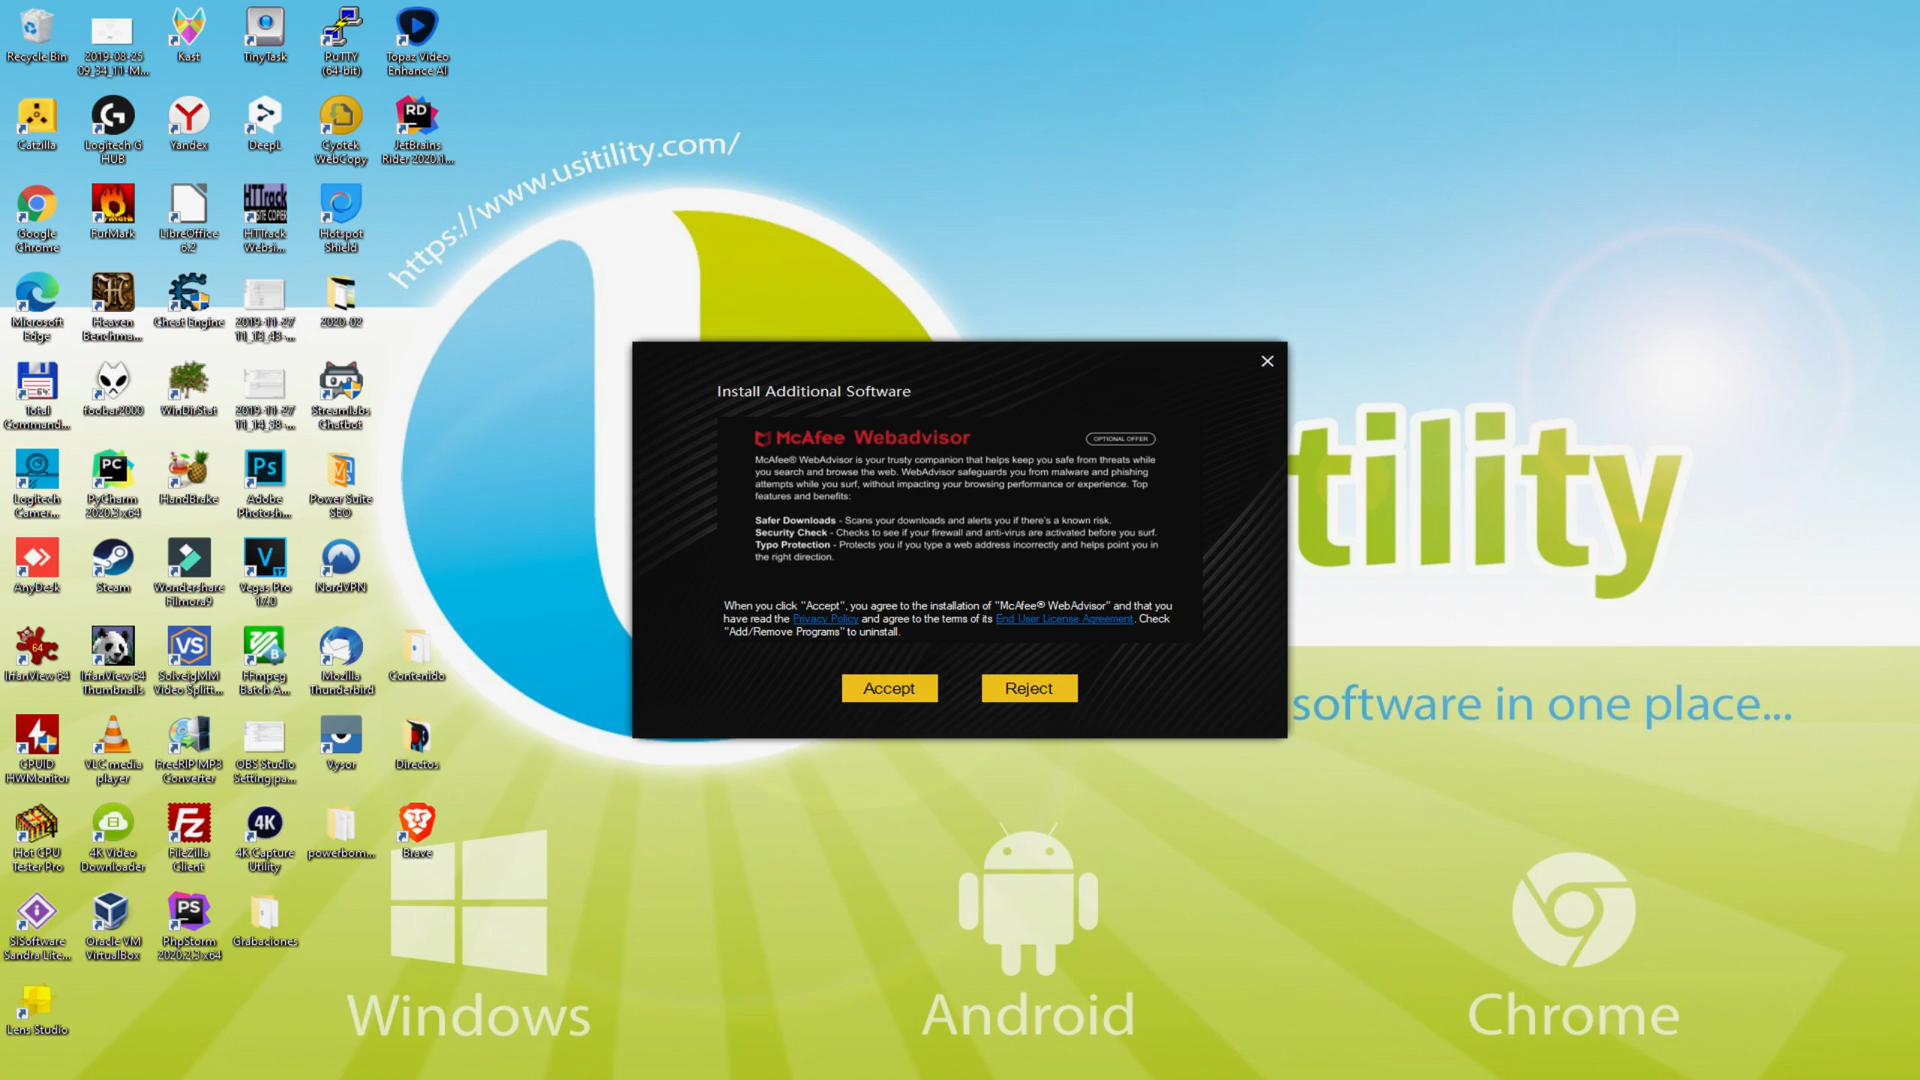 Recycle Bin
2019-08-25
09_34_11-M...
Kast
TinyTask
PuTTY
(64-bit)
Topaz Video
Enhance AI
Catzilla
Logitech G
HUB
Yandex
DeepL
Cyotek
WebCopy
JetBrains
Rider 2020.1...
Google
Chrome
FurMark
LibreOffice
6.2
HTTrack
Websi...
Hotspot
Shield
Microsoft
Edge
Heaven
Benchma...
Cheat Engine
2019-11-27
11_13_43-...
2020-02
Total
Command...
foobar2000
WinDirStat
2019-11-27
11_14_38-...
Streamlabs
Chatbot
Logitech
Camer...
PyCharm
2020.3 x64
HandBrake
Adobe
Photosh...
Power Suite
SEO
AnyDesk
Steam
Wondershare
Filmora9
Vegas Pro
17.0
NordVPN
IrfanView 64
IrfanView 64
Thumbnails
SolveigMM
Video Splitt...
FFmpeg
Batch A...
Mozilla
Thunderbird
Contenido
CPUID
HWMonitor
VLC media
player
FreeRIP MP3
Converter
OBS Studio
Setting pa...
Vysor
Directos
Hot CPU
Tester Pro
4K Video
Downloader
FileZilla
Client
4K Capture
Utility
powerbom...
Brave
SiSoftware
Sandra Lite...
Oracle VM
VirtualBox
PhpStorm
2020.2.3 x64
Grabaciones
Lens Studio
https://www.usitility.com/
Install Additional Software
McAfee Webadvisor
OPTIONAL OFFER
McAfee® WebAdvisor is your trusty companion that helps keep you safe from threats while
you search and browse the web. WebAdvisor safeguards you from malware and phishing
attempts while you surf, without impacting your browsing performance or experience. Top
features and benefits:
Safer Downloads - Scans your downloads and alerts you if there's a known risk.
Security Check - Checks to see if your firewall and anti-virus are activated before you surf.
Typo Protection - Protects you if you type a web address incorrectly and helps point you in
the right direction.
When you click "Accept", you agree to the installation of "McAfee® WebAdvisor" and that you
have read the Privacy Policy and agree to the terms of its End User License Agreement. Check
"Add/Remove Programs" to uninstall.
Accept
Reject
tility
software in one place...
Windows
Android
Chrome